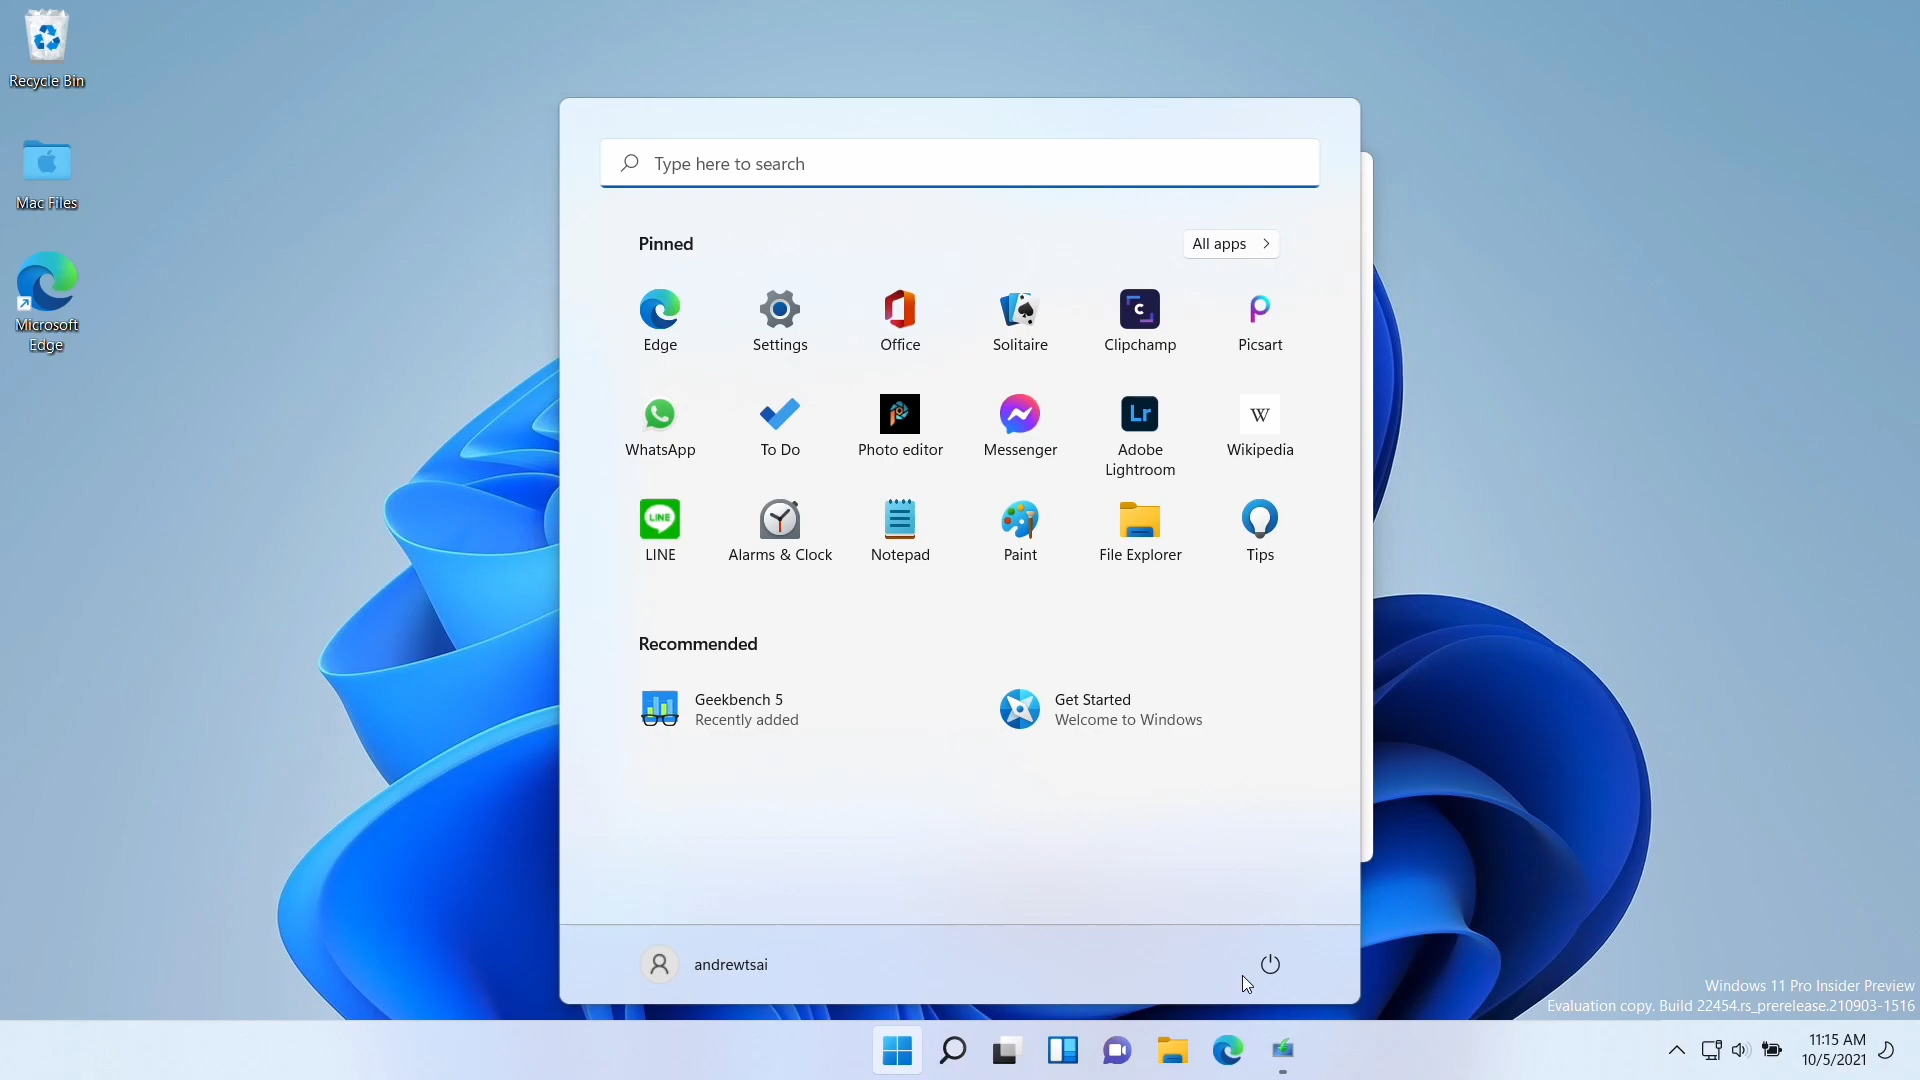 Recycle Bin
Mac Files
Microsoft
Edge
Type here to search
Pinned
All apps
Edge
Settings
Office
Solitaire
C
Clipchamp
Picsart
WhatsApp
To Do
Photo editor
Messenger
Lr
Adobe
Lightroom
W
Wikipedia
LINE
LINE
Alarms & Clock
Notepad
Paint
File Explorer
Tips
Recommended
Geekbench 5
Recently added
Get Started
Welcome to Windows
andrewtsai
Windows 11 Pro Insider Preview
Evaluation copy. Build 22454.rs_prerelease.210903-1516
11:15 AM
10/5/2021